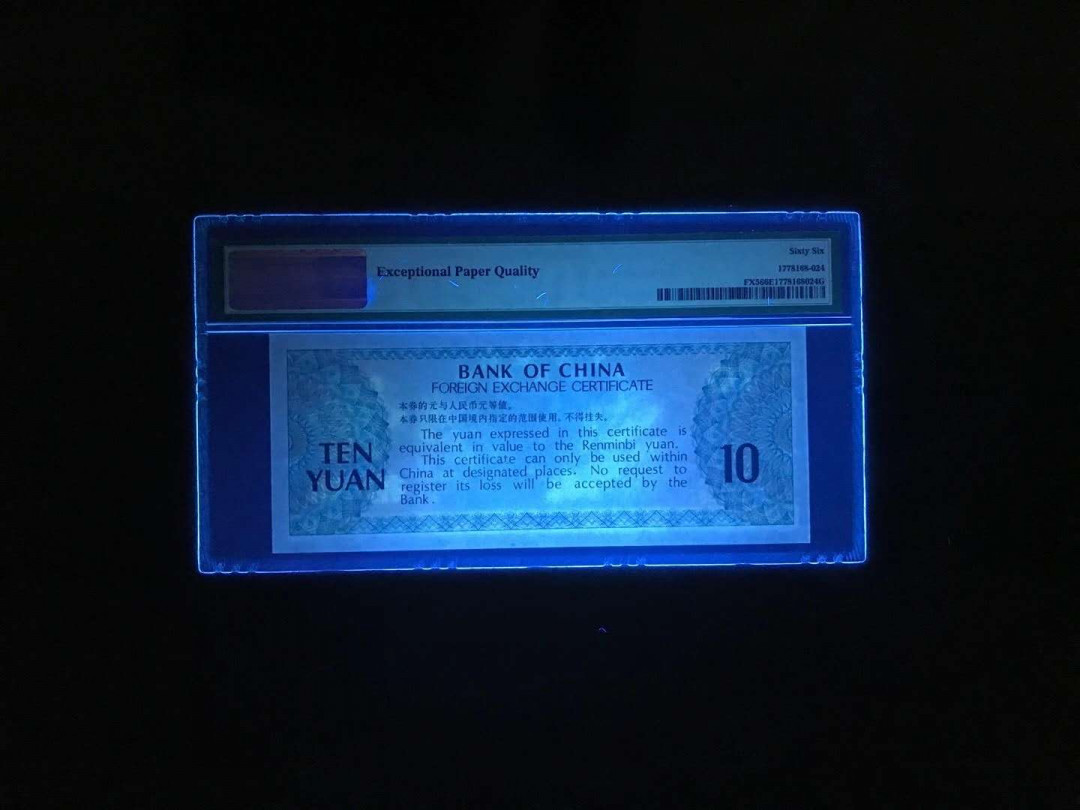 Sixty Six
Exceptional Paper Quality
1778168-024
FX566E1778168024G
BANK OF CHINA
FOREIGN EXCHANGE CERTIFICATE
本券的元与人民币元等值。
本券只限在中国境内指定的范围使用，不得挂失。
The yuan expressed in this certificate is
equivalent in value to the Renminbi yuan.
This certificate can only be used within
China at designated places. No request to
register its loss will be accepted by the
Bank.
TEN
YUAN
10